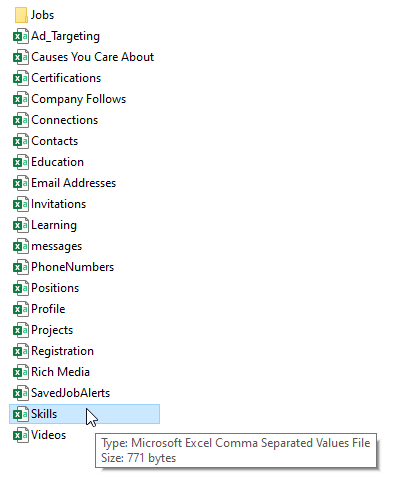 Jobs
Ad_Targeting
Causes You Care About
Certifications
Company Follows
Connections
Contacts
Education
Email Addresses
Invitations
Learning
messages
PhoneNumbers
Positions
Profile
Projects
Registration
Rich Media
SavedJobAlerts
Skills
Videos
Type: Microsoft Excel Comma Separated Values File
Size: 771 bytes